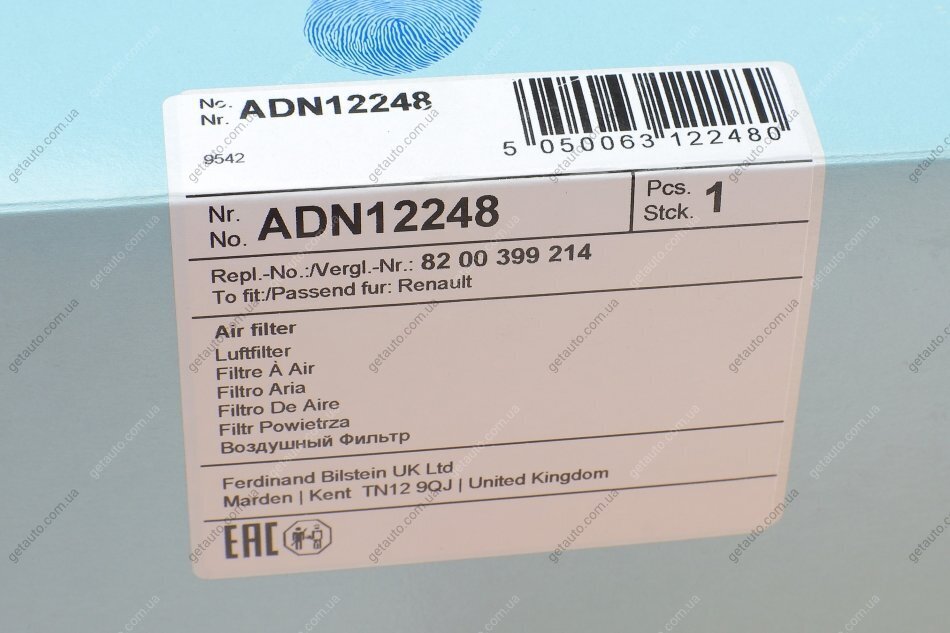 No. ADN12248
Nr.
9542
5 050063 122480
Nr. ADN12248
No.
Pcs. 1
Stck.
Repl.-No.:/Vergl.-Nr.: 82 00 399 214
To fit:/Passend fur: Renault
Air filter
Luftfilter
Filtre À Air
Filtro Aria
Filtro De Aire
Filtr Powietrza
Воздушный Фильтр
Ferdinand Bilstein UK Ltd
Marden | Kent TN12 9QJ | United Kingdom
EAC
getauto.com.ua